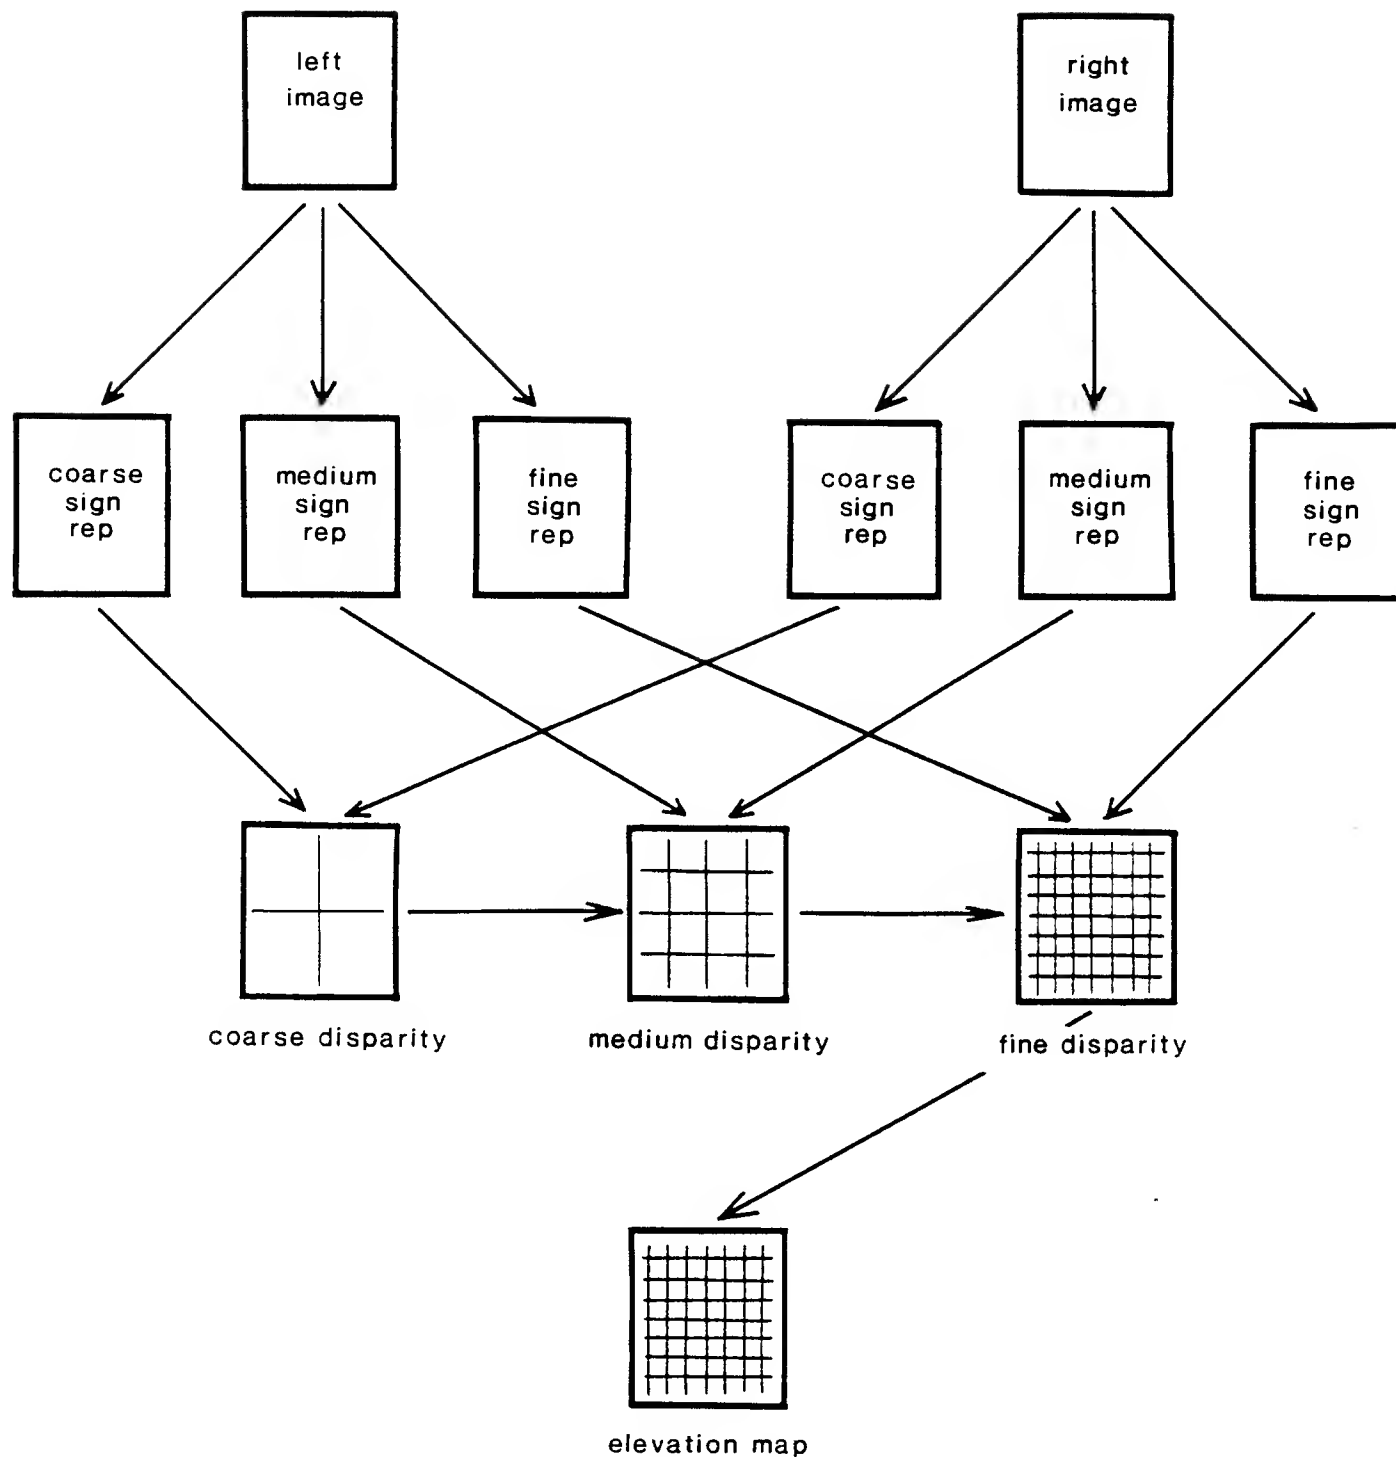 left
image
right
image
coarse
sign
rep
medium
sign
rep
fine
sign
rep
coarse
sign
rep
medium
sign
rep
fine
sign
rep
coarse disparity
medium disparity
fine disparity
elevation map